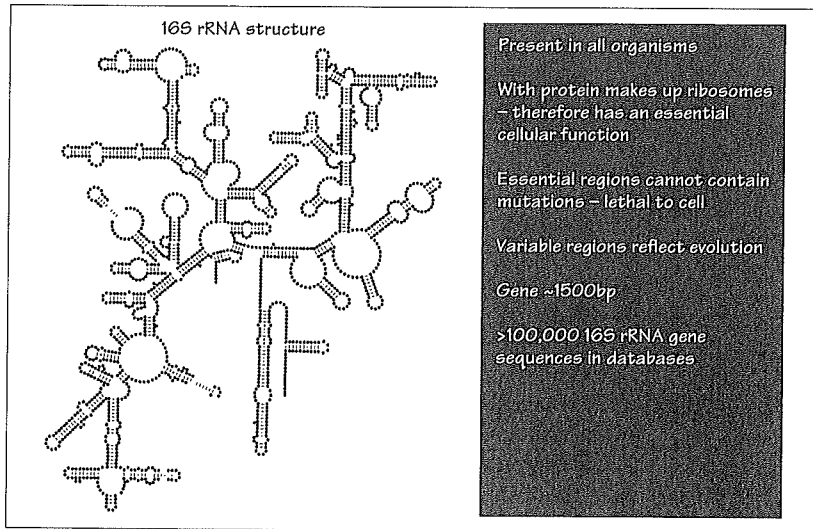 16S rRNA structure
Present in all organisms
With protein makes up ribosomes
– therefore has an essential
cellular function
Essential regions cannot contain
mutations – lethal to cell
Variable regions reflect evolution
Gene ~1500bp
>100,000 16S rRNA gene
sequences in databases